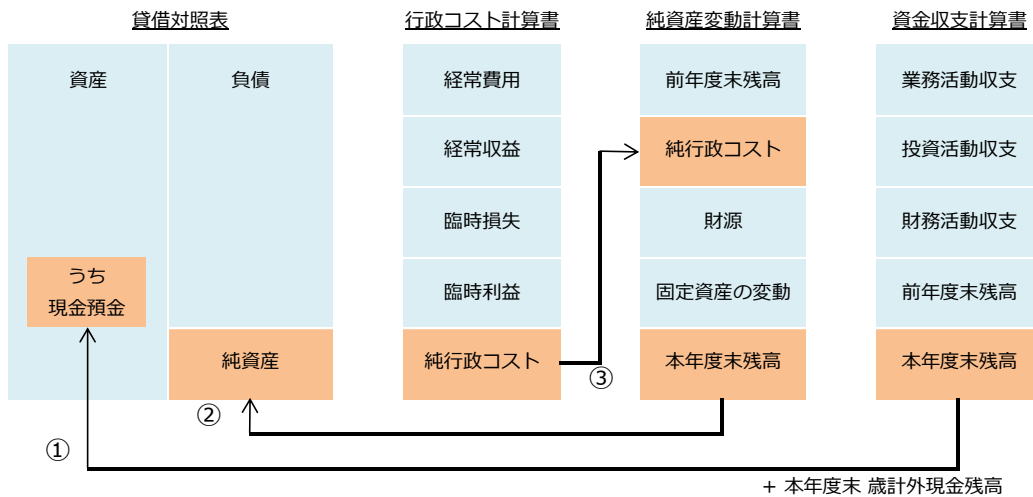 貸借対照表
資産
負債
うち
現金預金
純資産
行政コスト計算書
経常費用
経常収益
臨時損失
臨時利益
純行政コスト
純資産変動計算書
前年度末残高
純行政コスト
財源
固定資産の変動
本年度末残高
資金収支計算書
業務活動収支
投資活動収支
財務活動収支
前年度末残高
本年度末残高
③
②
①
+ 本年度末 歳計外現金残高